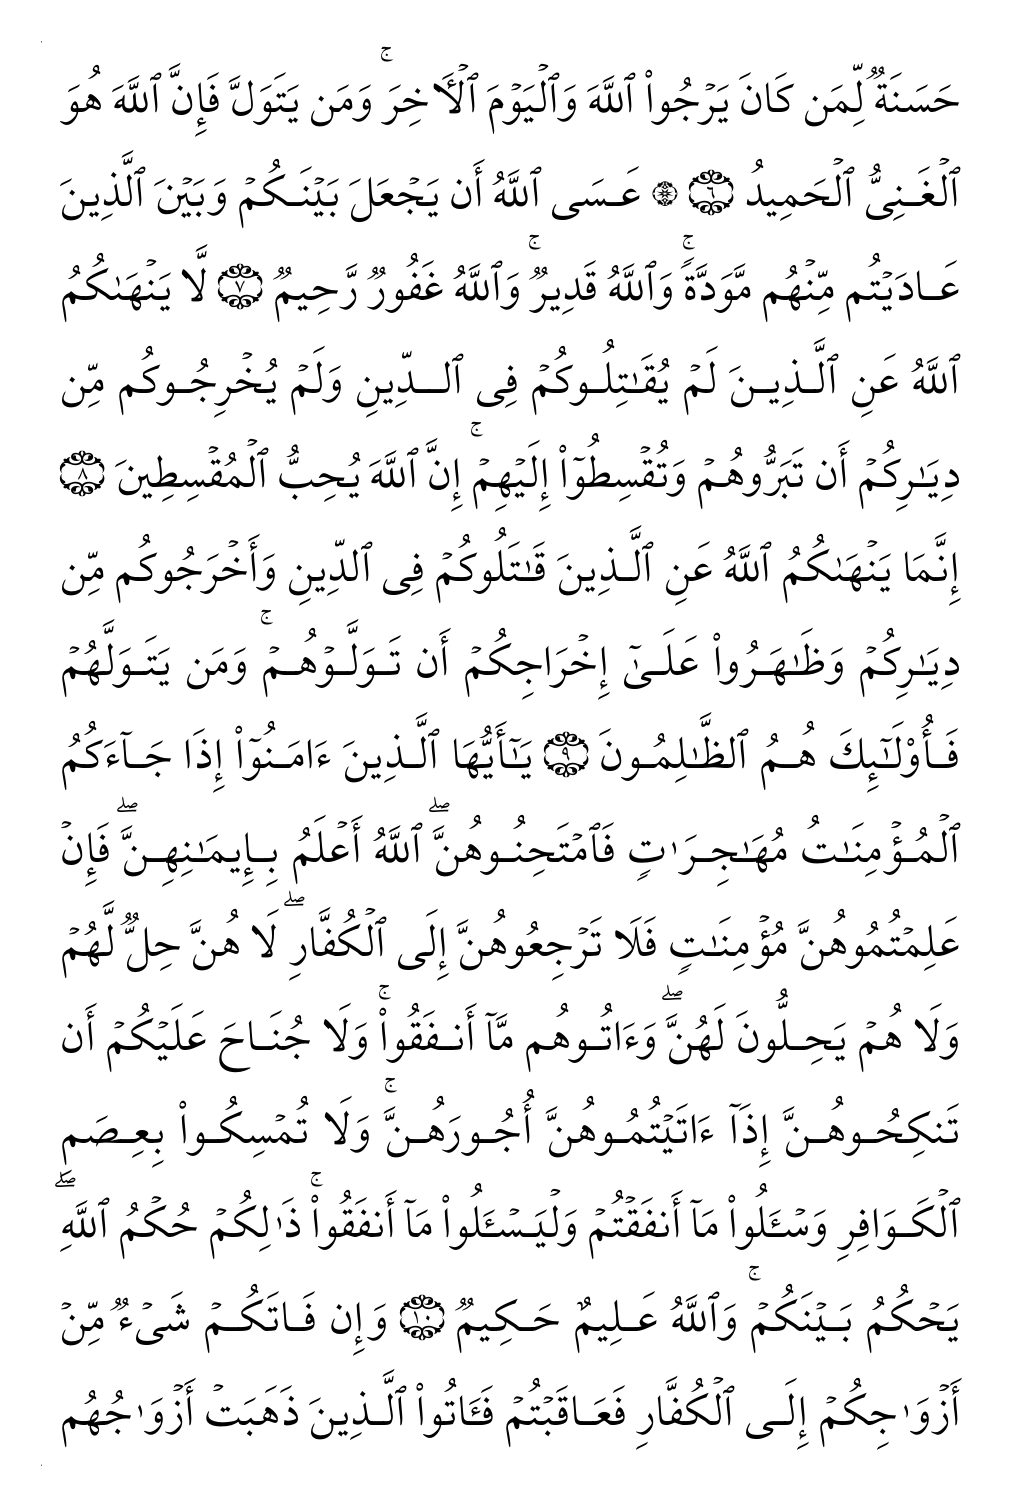 حَسَنَةٞ لِّمَن كَانَ يَرۡجُواْ ٱللَّهَ وَٱلۡيَوۡمَ ٱلۡأٓخِرَۚ وَمَن يَتَوَلَّ فَإِنَّ ٱللَّهَ هُوَ
ٱلۡغَنِيُّ ٱلۡحَمِيدُ ۝٦ ۞ عَسَى ٱللَّهُ أَن يَجۡعَلَ بَيۡنَكُمۡ وَبَيۡنَ ٱلَّذِينَ
عَادَيۡتُم مِّنۡهُم مَّوَدَّةٗۚ وَٱللَّهُ قَدِيرٞۚ وَٱللَّهُ غَفُورٞ رَّحِيمٞ ۝٧ لَّا يَنۡهَىٰكُمُ
ٱللَّهُ عَنِ ٱلَّذِينَ لَمۡ يُقَٰتِلُوكُمۡ فِي ٱلدِّينِ وَلَمۡ يُخۡرِجُوكُم مِّن
دِيَٰرِكُمۡ أَن تَبَرُّوهُمۡ وَتُقۡسِطُوٓاْ إِلَيۡهِمۡۚ إِنَّ ٱللَّهَ يُحِبُّ ٱلۡمُقۡسِطِينَ ۝٨
إِنَّمَا يَنۡهَىٰكُمُ ٱللَّهُ عَنِ ٱلَّذِينَ قَٰتَلُوكُمۡ فِي ٱلدِّينِ وَأَخۡرَجُوكُم مِّن
دِيَٰرِكُمۡ وَظَٰهَرُواْ عَلَىٰٓ إِخۡرَاجِكُمۡ أَن تَوَلَّوۡهُمۡۚ وَمَن يَتَوَلَّهُمۡ
فَأُوْلَٰٓئِكَ هُمُ ٱلظَّٰلِمُونَ ۝٩ يَٰٓأَيُّهَا ٱلَّذِينَ ءَامَنُوٓاْ إِذَا جَآءَكُمُ
ٱلۡمُؤۡمِنَٰتُ مُهَٰجِرَٰتٖ فَٱمۡتَحِنُوهُنَّۖ ٱللَّهُ أَعۡلَمُ بِإِيمَٰنِهِنَّۖ فَإِنۡ
عَلِمۡتُمُوهُنَّ مُؤۡمِنَٰتٖ فَلَا تَرۡجِعُوهُنَّ إِلَى ٱلۡكُفَّارِۖ لَا هُنَّ حِلّٞ لَّهُمۡ
وَلَا هُمۡ يَحِلُّونَ لَهُنَّۖ وَءَاتُوهُم مَّآ أَنفَقُواْۚ وَلَا جُنَاحَ عَلَيۡكُمۡ أَن
تَنكِحُوهُنَّ إِذَآ ءَاتَيۡتُمُوهُنَّ أُجُورَهُنَّۚ وَلَا تُمۡسِكُواْ بِعِصَمِ
ٱلۡكَوَافِرِ وَسۡـَٔلُواْ مَآ أَنفَقۡتُمۡ وَلۡيَسۡـَٔلُواْ مَآ أَنفَقُواْۚ ذَٰلِكُمۡ حُكۡمُ ٱللَّهِۖ
يَحۡكُمُ بَيۡنَكُمۡۚ وَٱللَّهُ عَلِيمٌ حَكِيمٞ ۝١٠ وَإِن فَاتَكُمۡ شَيۡءٞ مِّنۡ
أَزۡوَٰجِكُمۡ إِلَى ٱلۡكُفَّارِ فَعَاقَبۡتُمۡ فَـَٔاتُواْ ٱلَّذِينَ ذَهَبَتۡ أَزۡوَٰجُهُم